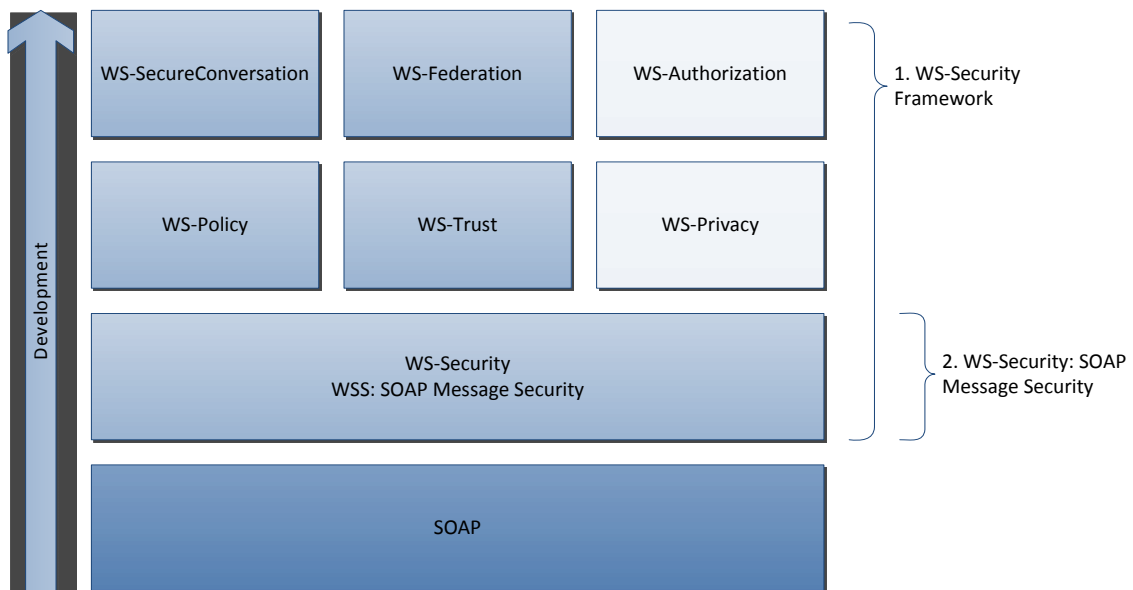 WS-SecureConversation
WS-Federation
WS-Authorization
1. WS-Security
Framework
WS-Policy
WS-Trust
WS-Privacy
Development
WS-Security
WSS: SOAP Message Security
2. WS-Security: SOAP
Message Security
SOAP